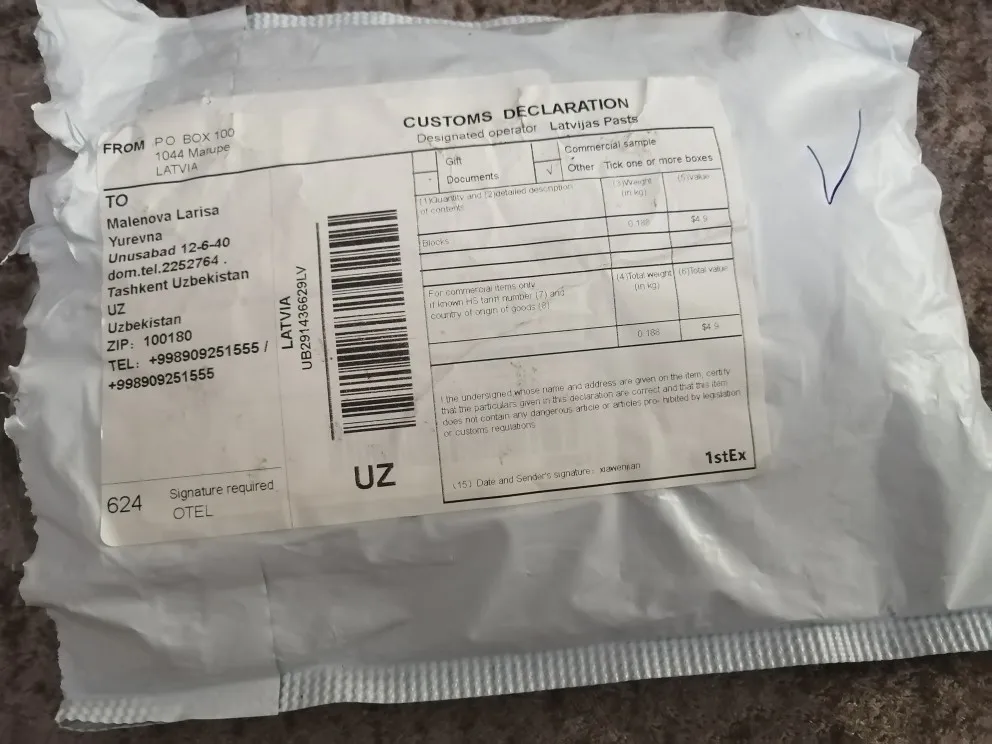 FROM PO BOX 100
1044 Marupe
LATVIA
TO
Malenova Larisa
Yurevna
Unusabad 12-6-40
dom.tel.2252764 .
Tashkent Uzbekistan
UZ
Uzbekistan
ZIP: 100180
TEL: +998909251555 /
+998909251555
624
Signature required
OTEL
LATVIA
UB291436629LV
UZ
CUSTOMS DECLARATION
Designated operator Latvijas Pasts
Gift
Commercial sample
Documents
√ Other Tick one or more boxes
(1)Quantity and (2)detailed description
of contents
(3)Weight
(in kg)
(5)Value
Blocks
0.188
$4.9
For commercial items only
if known HS tariff number (7) and
country of origin of goods (8)
(4)Total weight
(in kg)
(6)Total value
0.188
$4.9
I the undersigned whose name and address are given on the item, certify
that the particulars given in this declaration are correct and that this item
does not contain any dangerous article or articles pro- hibited by legislation
or customs regulations
(15) Date and Sender's signature: xiawenjian
1stEx